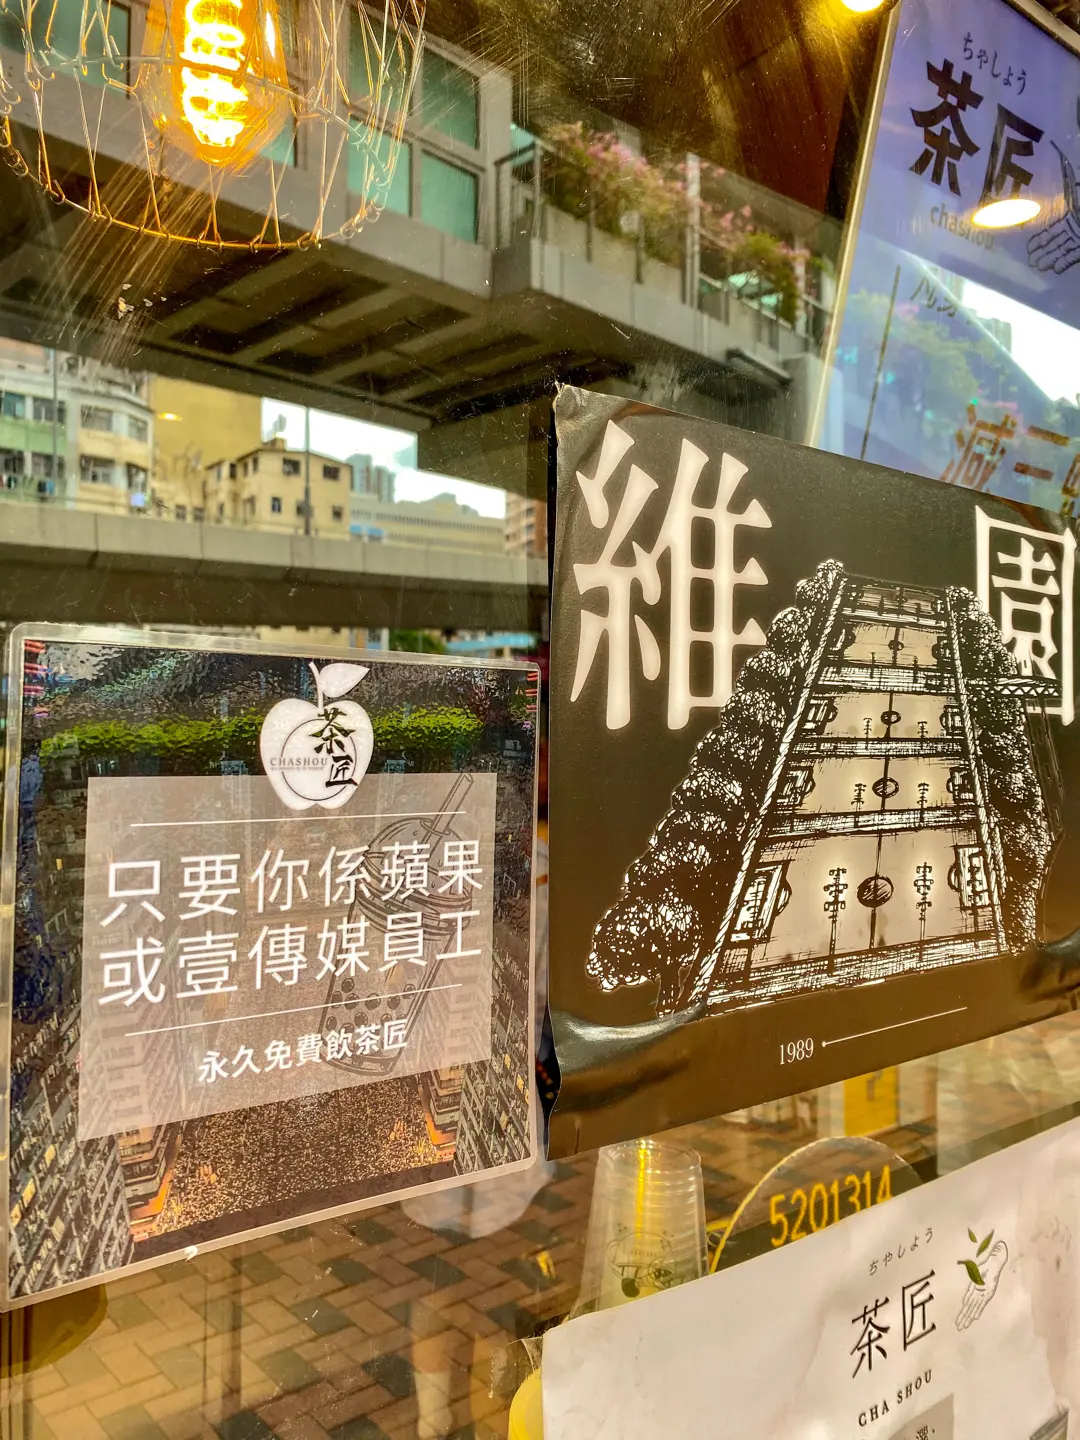 ちゃしょう
茶匠
chashou
減二
維園
茶匠
CHASHOU
只要你係蘋果
或壹傳媒員工
永久免費飲茶匠
1989
5201314
ちゃしょう
茶匠
CHA SHOU